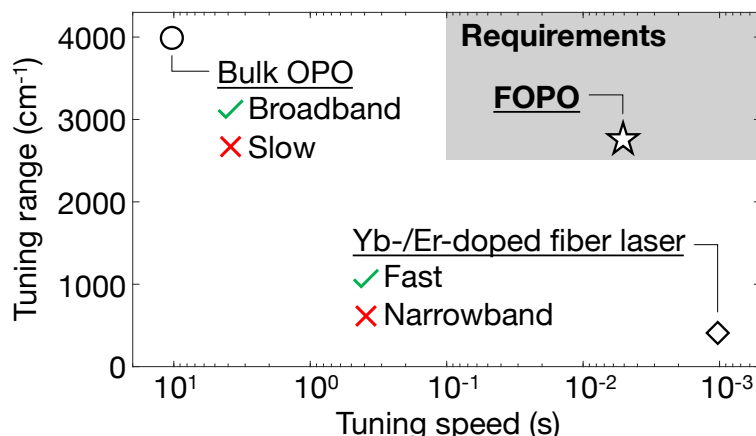 4000
3000
2000
1000
0
Tuning range (cm⁻¹)
Requirements
FOPO
Bulk OPO
✓ Broadband
✗ Slow
Yb-/Er-doped fiber laser
✓ Fast
✗ Narrowband
10¹ 10⁰ 10⁻¹ 10⁻² 10⁻³
Tuning speed (s)